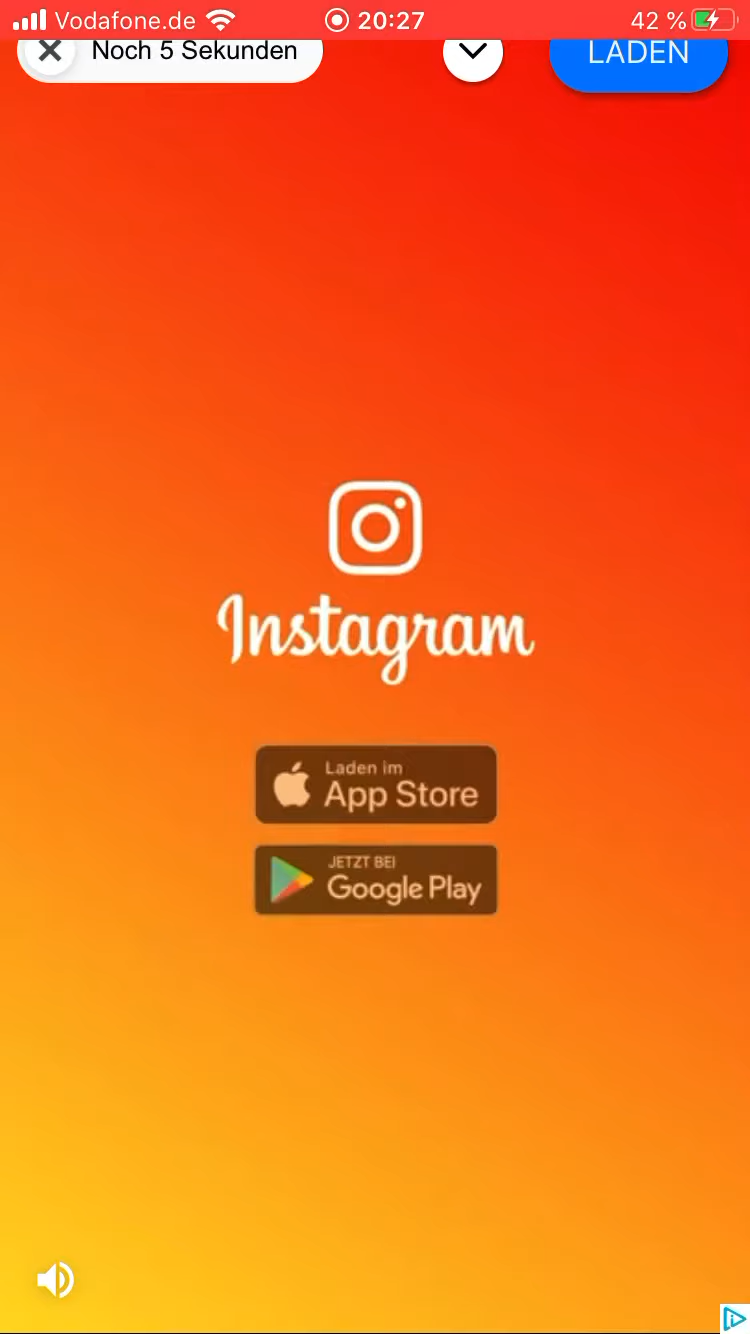 Vodafone.de 20:27 42 %
Noch 5 Sekunden LADEN
Instagram
Laden im
App Store
JETZT BEI
Google Play